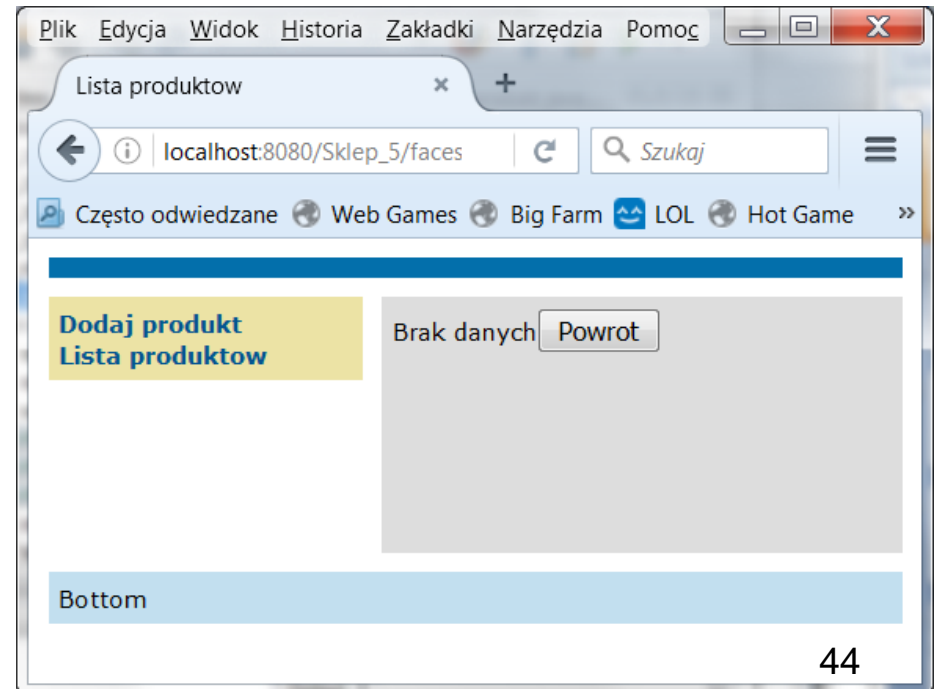 Plik Edycja Widok Historia Zakładki Narzędzia Pomoc
Lista produktow
localhost:8080/Sklep_5/faces
Szukaj
Często odwiedzane Web Games Big Farm LOL Hot Game
Dodaj produkt
Lista produktow
Brak danych Powrot
Bottom
44